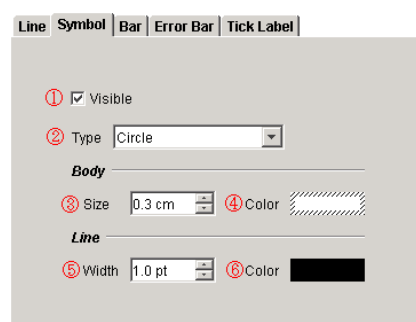 Line Symbol Bar Error Bar Tick Label
① Visible
② Type Circle
Body
③ Size 0.3 cm ④ Color
Line
⑤ Width 1.0 pt ⑥ Color